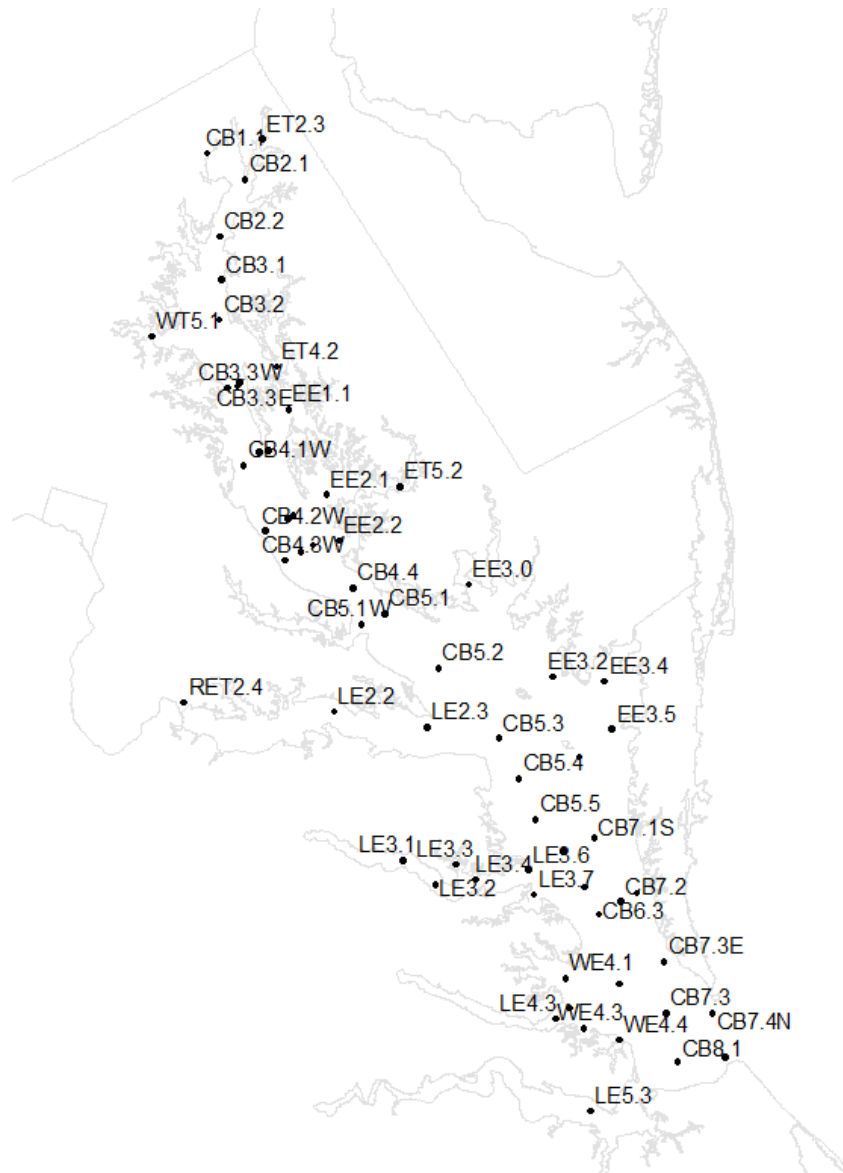 ET2.3
CB1.1
CB2.1
CB2.2
CB3.1
CB3.2
WT5.1
ET4.2
CB3.3W
CB3.3E
EE1.1
CB4.1W
ET5.2
EE2.1
CB4.2W
EE2.2
CB4.3W
CB4.4
EE3.0
CB5.1
CB5.1W
CB5.2
EE3.2
EE3.4
RET2.4
LE2.2
LE2.3
EE3.5
CB5.3
CB5.4
CB5.5
CB7.1S
LE3.1
LE3.3
LE3.6
LE3.4
LE3.2
LE3.7
CB7.2
CB6.3
CB7.3E
WE4.1
LE4.3
CB7.3
WE4.3
CB7.4N
WE4.4
CB8.1
LE5.3